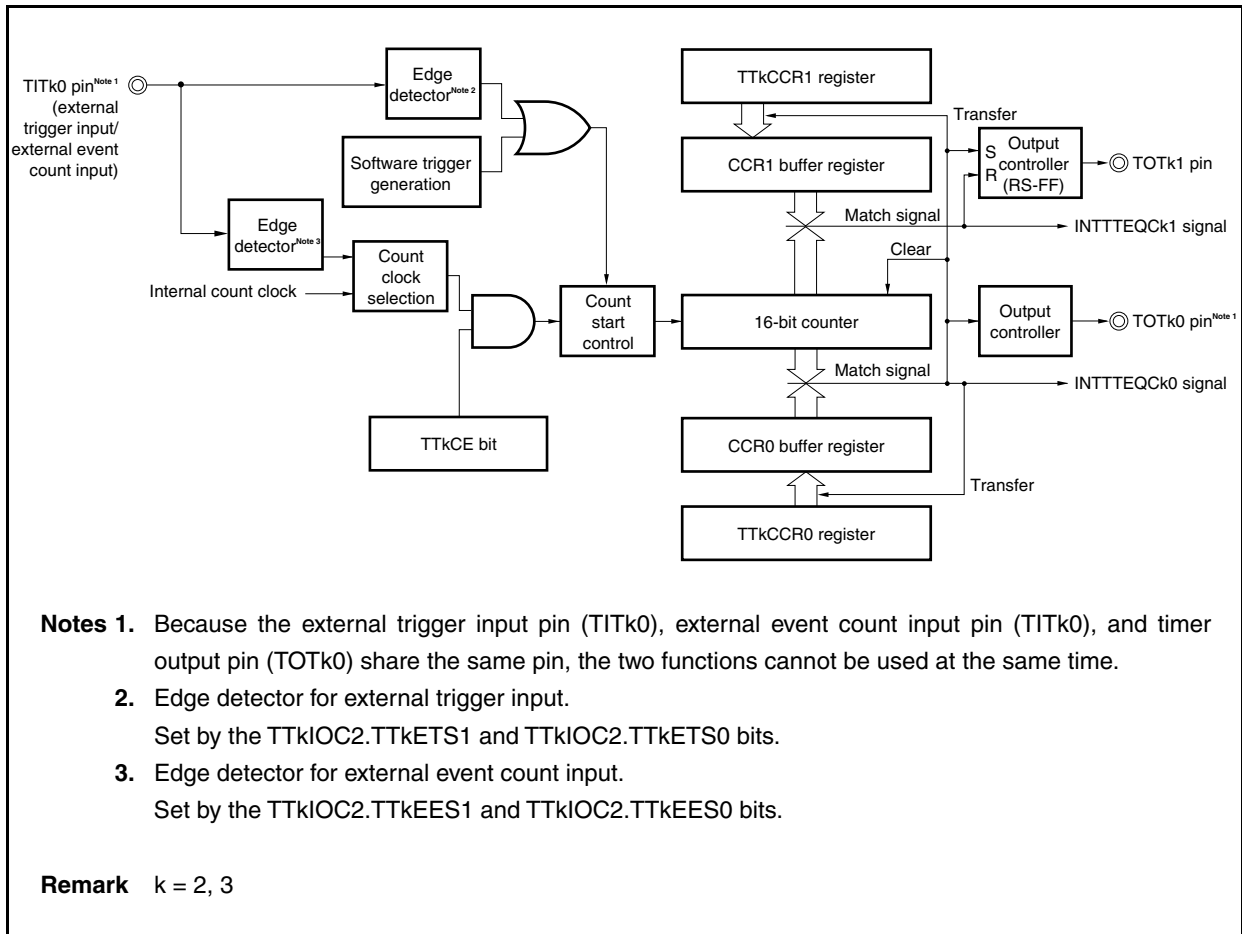 TITk0 pin Note 1
(external
trigger input/
external event
count input)
Edge
detector Note 2
Software trigger
generation
Edge
detector Note 3
Internal count clock
Count
clock
selection
TTkCE bit
Count
start
control
TTkCCR1 register
Transfer
CCR1 buffer register
Match signal
Clear
16-bit counter
Match signal
CCR0 buffer register
Transfer
TTkCCR0 register
S
R
Output
controller
(RS-FF)
TOTk1 pin
INTTTEQCk1 signal
Output
controller
TOTk0 pin Note 1
INTTTEQCk0 signal
Notes 1. Because the external trigger input pin (TITk0), external event count input pin (TITk0), and timer
output pin (TOTk0) share the same pin, the two functions cannot be used at the same time.
2. Edge detector for external trigger input.
Set by the TTkIOC2.TTkETS1 and TTkIOC2.TTkETS0 bits.
3. Edge detector for external event count input.
Set by the TTkIOC2.TTkEES1 and TTkIOC2.TTkEES0 bits.
Remark k = 2, 3